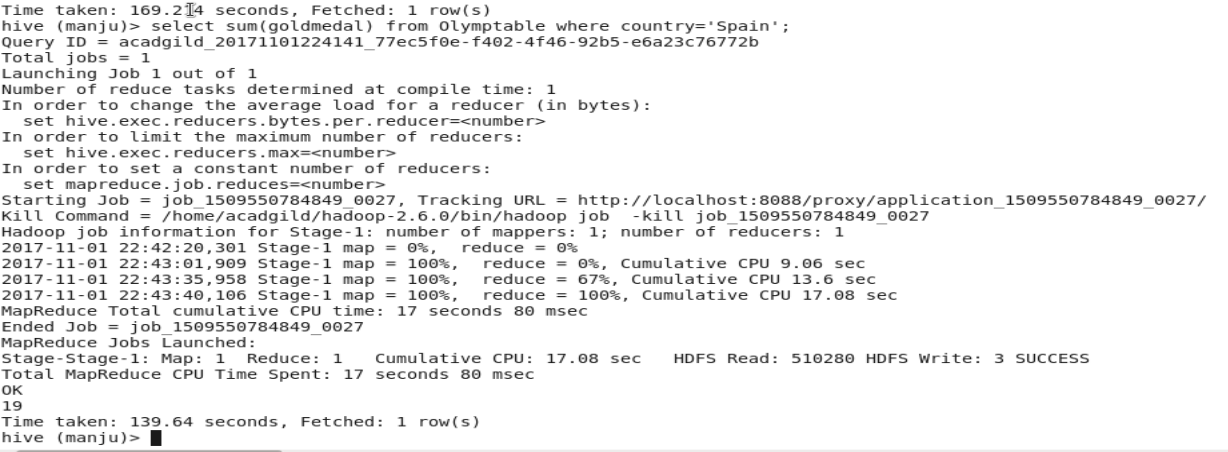 Time taken: 169.214 seconds, Fetched: 1 row(s)
hive (manju)> select sum(goldmedal) from Olymptable where country='Spain';
Query ID = acadgild_20171101224141_77ec5f0e-f402-4f46-92b5-e6a23c76772b
Total jobs = 1
Launching Job 1 out of 1
Number of reduce tasks determined at compile time: 1
In order to change the average load for a reducer (in bytes):
  set hive.exec.reducers.bytes.per.reducer=<number>
In order to limit the maximum number of reducers:
  set hive.exec.reducers.max=<number>
In order to set a constant number of reducers:
  set mapreduce.job.reduces=<number>
Starting Job = job_1509550784849_0027, Tracking URL = http://localhost:8088/proxy/application_1509550784849_0027/
Kill Command = /home/acadgild/hadoop-2.6.0/bin/hadoop job  -kill job_1509550784849_0027
Hadoop job information for Stage-1: number of mappers: 1; number of reducers: 1
2017-11-01 22:42:20,301 Stage-1 map = 0%,  reduce = 0%
2017-11-01 22:43:01,909 Stage-1 map = 100%,  reduce = 0%, Cumulative CPU 9.06 sec
2017-11-01 22:43:35,958 Stage-1 map = 100%,  reduce = 67%, Cumulative CPU 13.6 sec
2017-11-01 22:43:40,106 Stage-1 map = 100%,  reduce = 100%, Cumulative CPU 17.08 sec
MapReduce Total cumulative CPU time: 17 seconds 80 msec
Ended Job = job_1509550784849_0027
MapReduce Jobs Launched:
Stage-Stage-1: Map: 1  Reduce: 1   Cumulative CPU: 17.08 sec   HDFS Read: 510280 HDFS Write: 3 SUCCESS
Total MapReduce CPU Time Spent: 17 seconds 80 msec
OK
19
Time taken: 139.64 seconds, Fetched: 1 row(s)
hive (manju)>